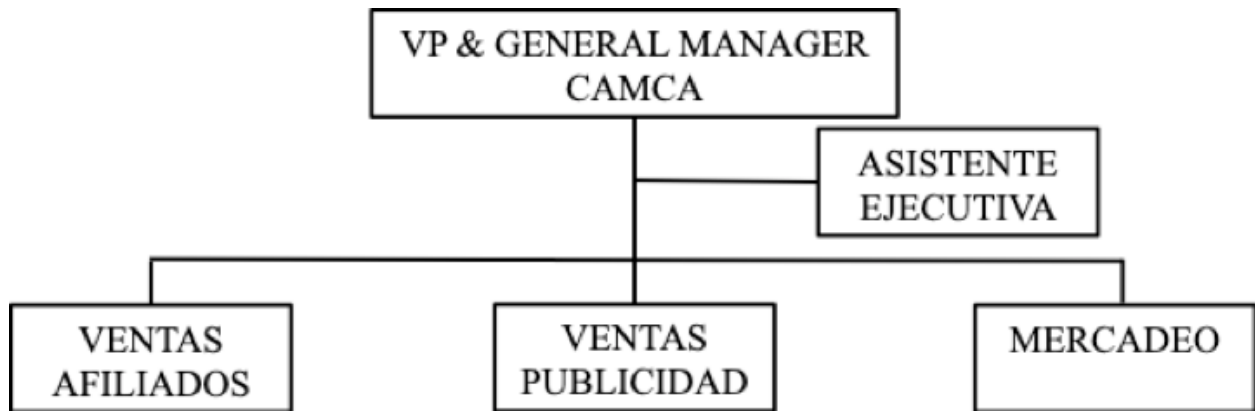 VP & GENERAL MANAGER
CAMCA
ASISTENTE
EJECUTIVA
VENTAS
AFILIADOS
VENTAS
PUBLICIDAD
MERCADEO